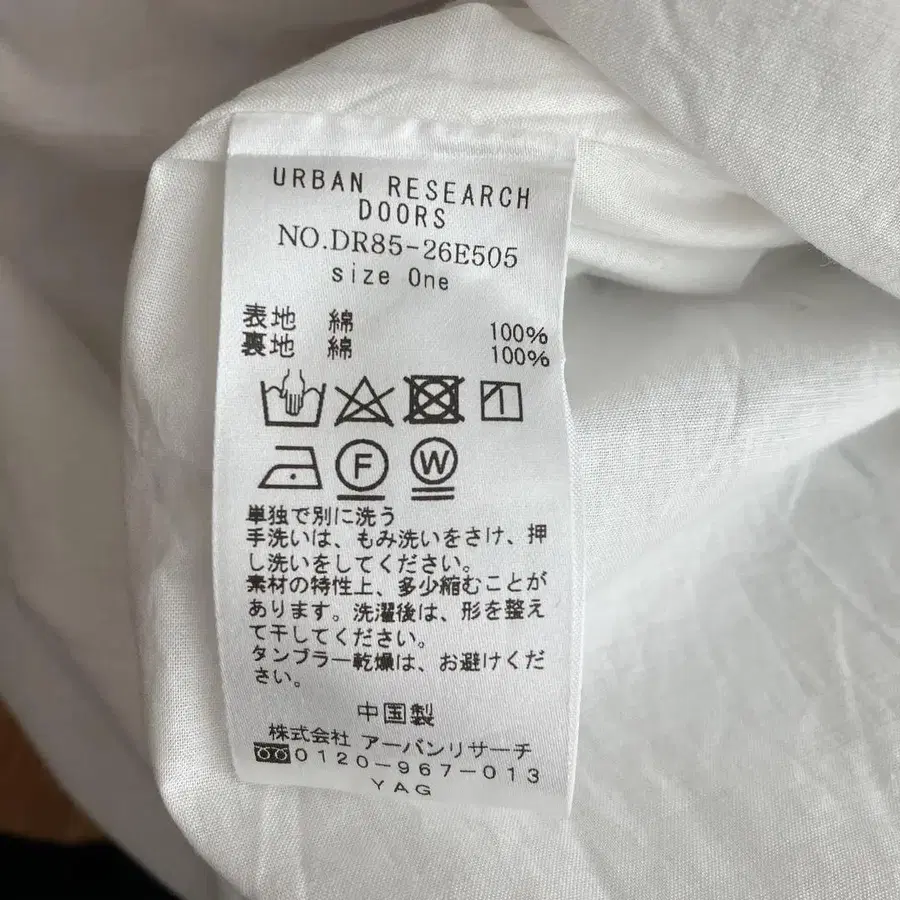 URBAN RESEARCH
DOORS
NO.DR85-26E505
size One
表地 綿 100%
裏地 綿 100%
F W
単独で別に洗う
手洗いは、もみ洗いをさけ、押
し洗いをしてください。
素材の特性上、多少縮むことが
あります。洗濯後は、形を整え
て干してください。
タンブラー乾燥は、お避けくだ
さい。
中国製
株式会社 アーバンリサーチ
0120-967-013
YAG